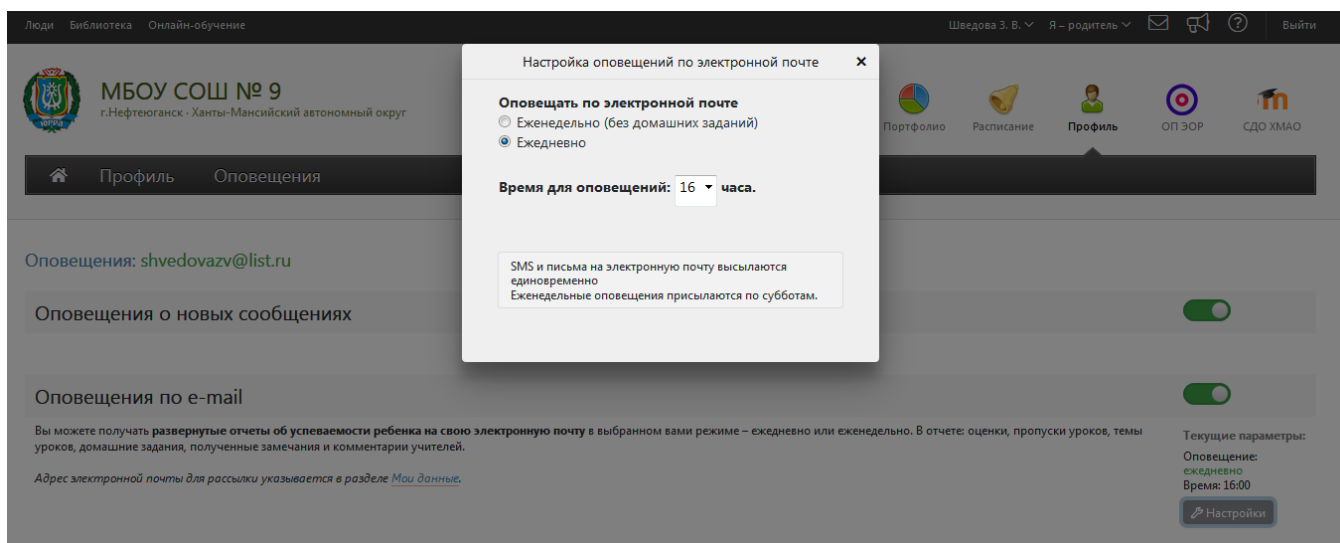 Люди Библиотека Онлайн-обучение Шведова З. В. Я – родитель Выйти
Настройка оповещений по электронной почте
МБОУ СОШ № 9
г.Нефтеюганск - Ханты-Мансийский автономный округ
Портфолио Расписание Профиль ОП ЭОР СДО ХМАО
Оповещать по электронной почте
Еженедельно (без домашних заданий)
Ежедневно
Профиль Оповещения
Время для оповещений: 16 часа.
SMS и письма на электронную почту высылаются
единовременно
Еженедельные оповещения присылаются по субботам.
Оповещения: shvedovazv@list.ru
Оповещения о новых сообщениях
Оповещения по e-mail
Вы можете получать развернутые отчеты об успеваемости ребенка на свою электронную почту в выбранном вами режиме – ежедневно или еженедельно. В отчете: оценки, пропуски уроков, темы
уроков, домашние задания, полученные замечания и комментарии учителей.
Адрес электронной почты для рассылки указывается в разделе Мои данные.
Текущие параметры:
Оповещение:
ежедневно
Время: 16:00
Настройки